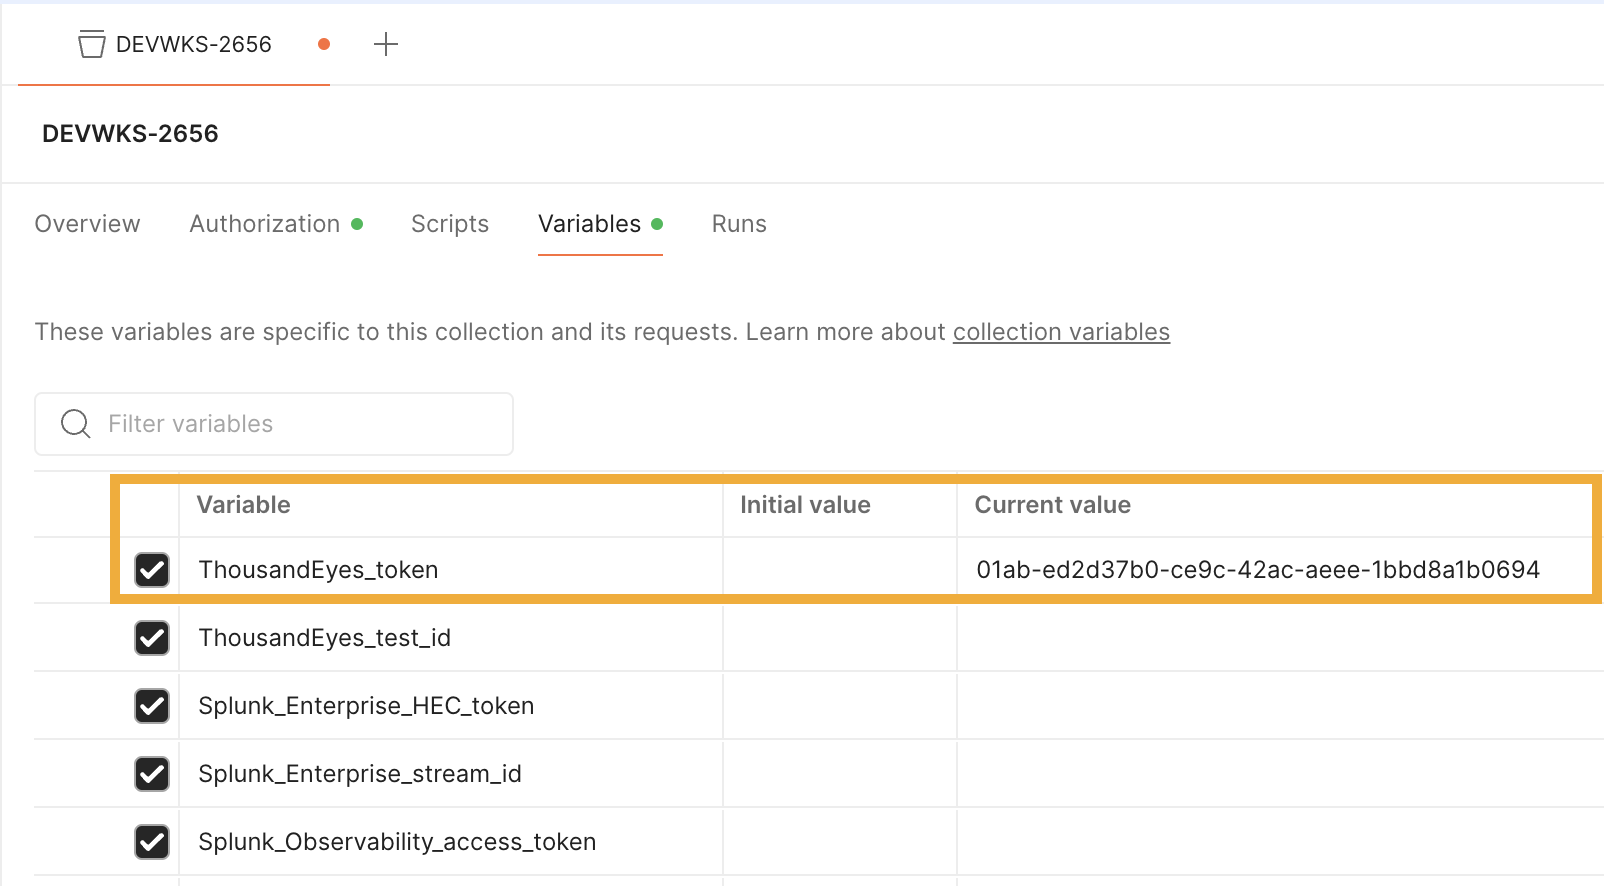 DEVWKS-2656
DEVWKS-2656
Overview Authorization Scripts Variables Runs
These variables are specific to this collection and its requests. Learn more about collection variables
Filter variables
Variable Initial value Current value
ThousandEyes_token 01ab-ed2d37b0-ce9c-42ac-aeee-1bbd8a1b0694
ThousandEyes_test_id
Splunk_Enterprise_HEC_token
Splunk_Enterprise_stream_id
Splunk_Observability_access_token